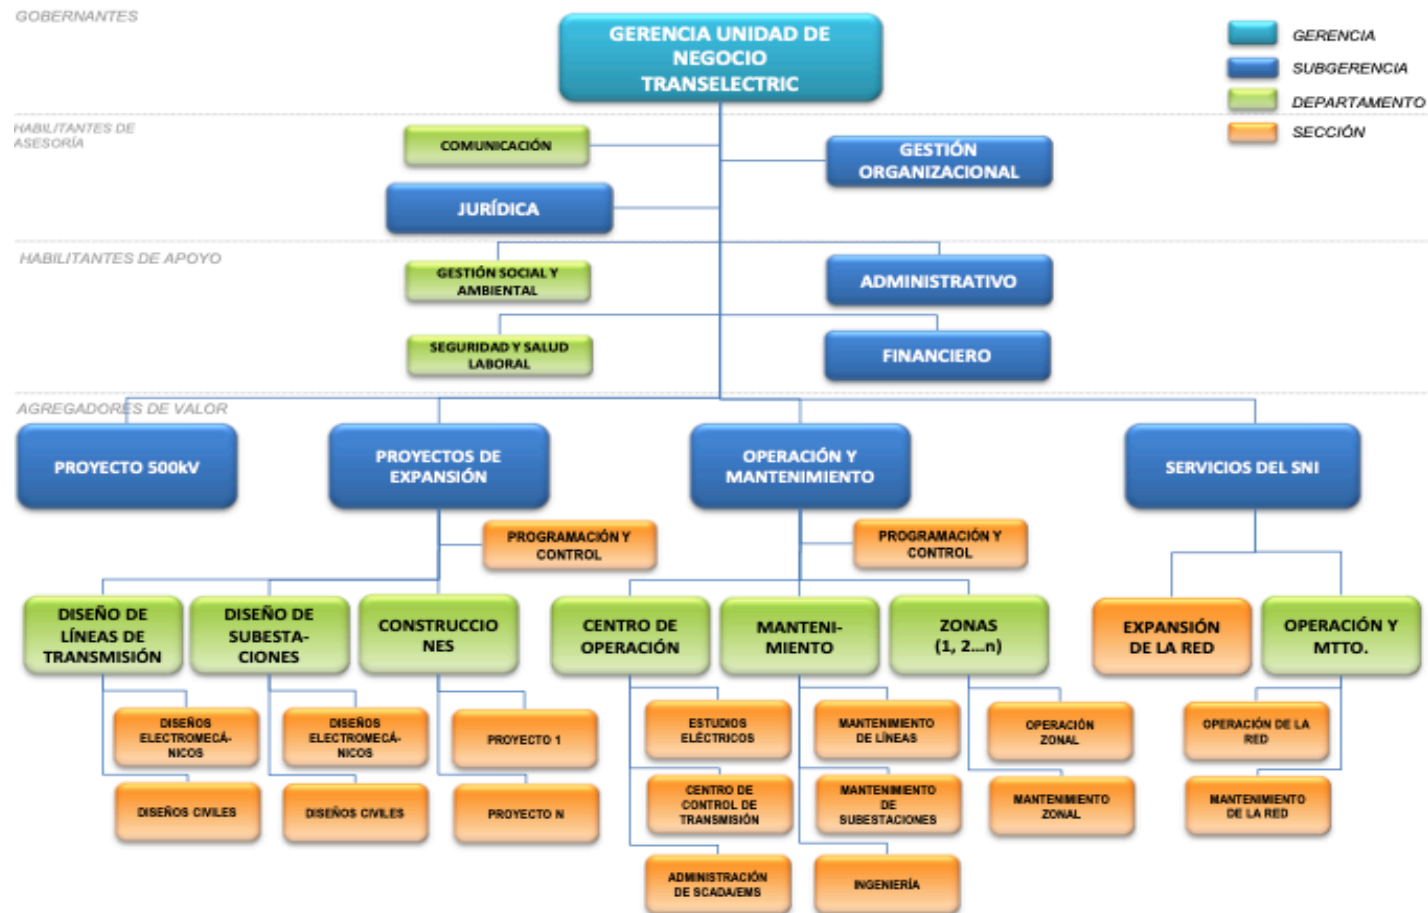 GOBERNANTES
GERENCIA UNIDAD DE
NEGOCIO
TRANSELECTRIC
GERENCIA
SUBGERENCIA
DEPARTAMENTO
SECCIÓN
HABILITANTES DE
ASESORÍA
COMUNICACIÓN
GESTIÓN
ORGANIZACIONAL
JURÍDICA
HABILITANTES DE APOYO
GESTIÓN SOCIAL Y
AMBIENTAL
ADMINISTRATIVO
SEGURIDAD Y SALUD
LABORAL
FINANCIERO
AGREGADORES DE VALOR
PROYECTO 500kV
PROYECTOS DE
EXPANSIÓN
OPERACIÓN Y
MANTENIMIENTO
SERVICIOS DEL SNI
PROGRAMACIÓN Y
CONTROL
PROGRAMACIÓN Y
CONTROL
DISEÑO DE
LÍNEAS DE
TRANSMISIÓN
DISEÑO DE
SUBESTA-
CIONES
CONSTRUCCIO
NES
CENTRO DE
OPERACIÓN
MANTENI-
MIENTO
ZONAS
(1, 2...n)
EXPANSIÓN
DE LA RED
OPERACIÓN Y
MTTO.
DISEÑOS
ELECTROMECÁ-
NICOS
DISEÑOS
ELECTROMECÁ-
NICOS
PROYECTO 1
ESTUDIOS
ELÉCTRICOS
MANTENIMIENTO
DE LÍNEAS
OPERACIÓN
ZONAL
OPERACIÓN DE LA
RED
DISEÑOS CIVILES
DISEÑOS CIVILES
PROYECTO N
CENTRO DE
CONTROL DE
TRANSMISIÓN
MANTENIMIENTO
DE
SUBESTACIONES
MANTENIMIENTO
ZONAL
MANTENIMIENTO
DE LA RED
ADMINISTRACIÓN
DE SCADA/EMS
INGENIERÍA